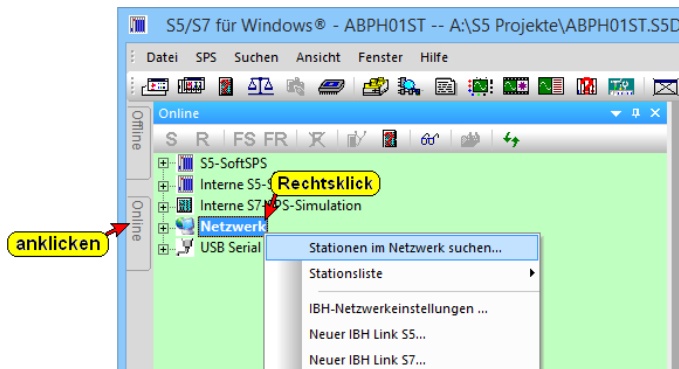 S5/S7 für Windows® - ABPH01ST -- A:\S5 Projekte\ABPH01ST.S5D
Datei SPS Suchen Ansicht Fenster Hilfe
Offline
Online
Online
S R FS FR
S5-SoftSPS
Interne S5-S
Rechtsklick
Interne S7-SPS-Simulation
Netzwerk
anklicken
USB Serial
Stationen im Netzwerk suchen...
Stationsliste
IBH-Netzwerkeinstellungen ...
Neuer IBH Link S5...
Neuer IBH Link S7...